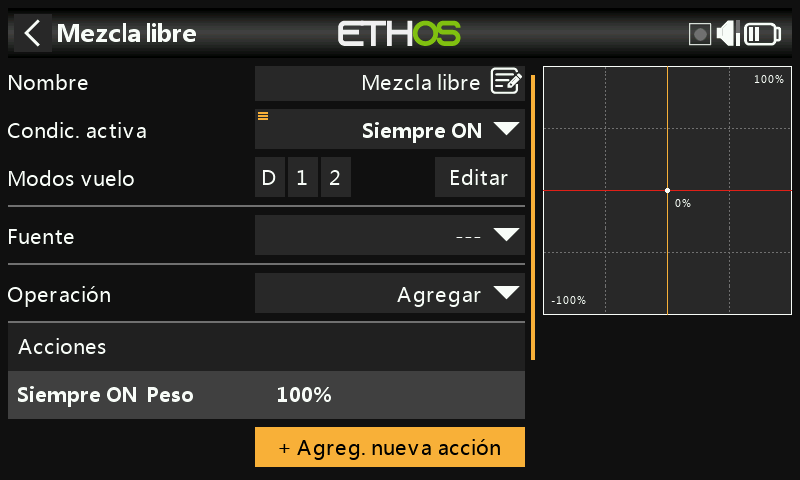 Mezcla libre
ETHOS
Nombre
Mezcla libre
Condic. activa
Siempre ON
Modos vuelo
D 1 2
Editar
Fuente
---
Operación
Agregar
Acciones
Siempre ON Peso 100%
+ Agreg. nueva acción
100%
0%
-100%